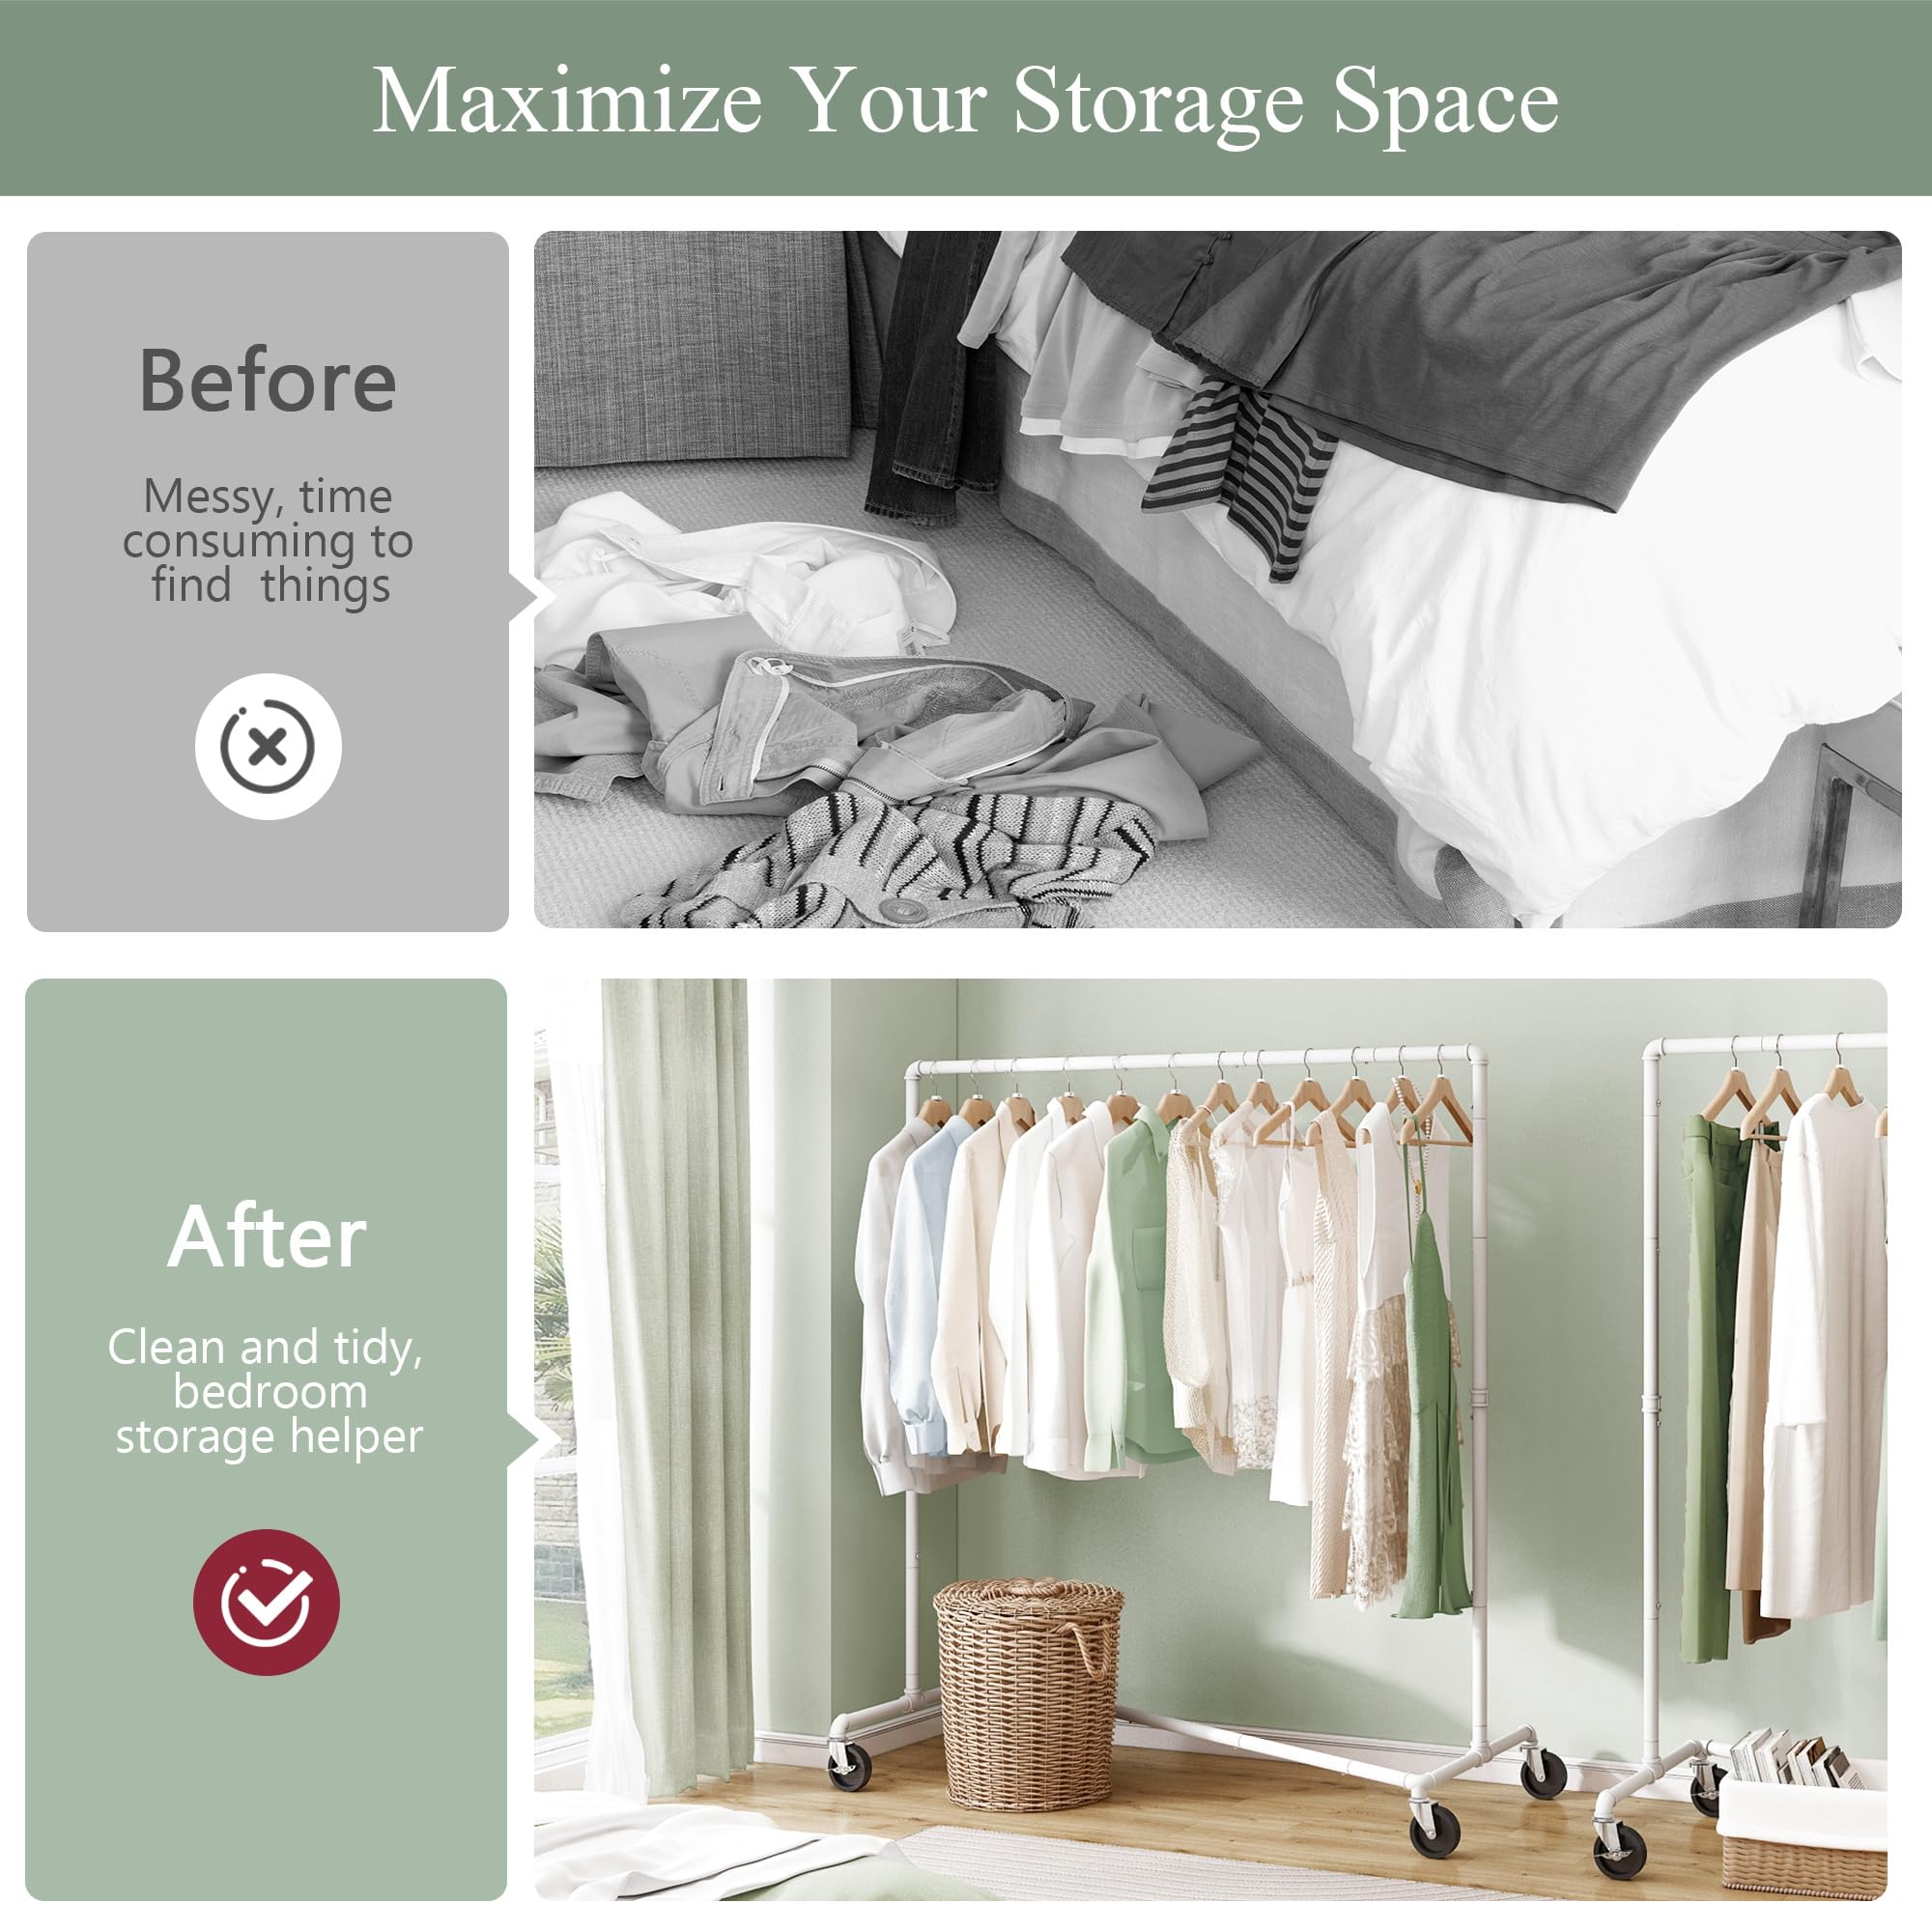 Maximize Your Storage Space
Before
Messy, time
consuming to
find  things
After
Clean and tidy,
bedroom
storage helper